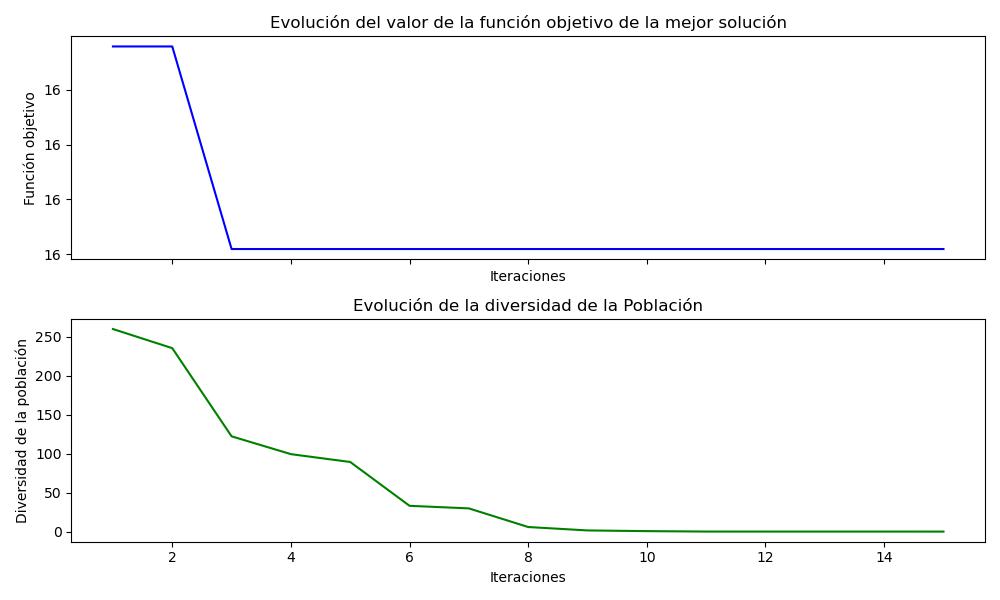 Evolución del valor de la función objetivo de la mejor solución
Función objetivo
16
16
16
16
Iteraciones
Evolución de la diversidad de la Población
Diversidad de la población
250
200
150
100
50
0
2 4 6 8 10 12 14
Iteraciones